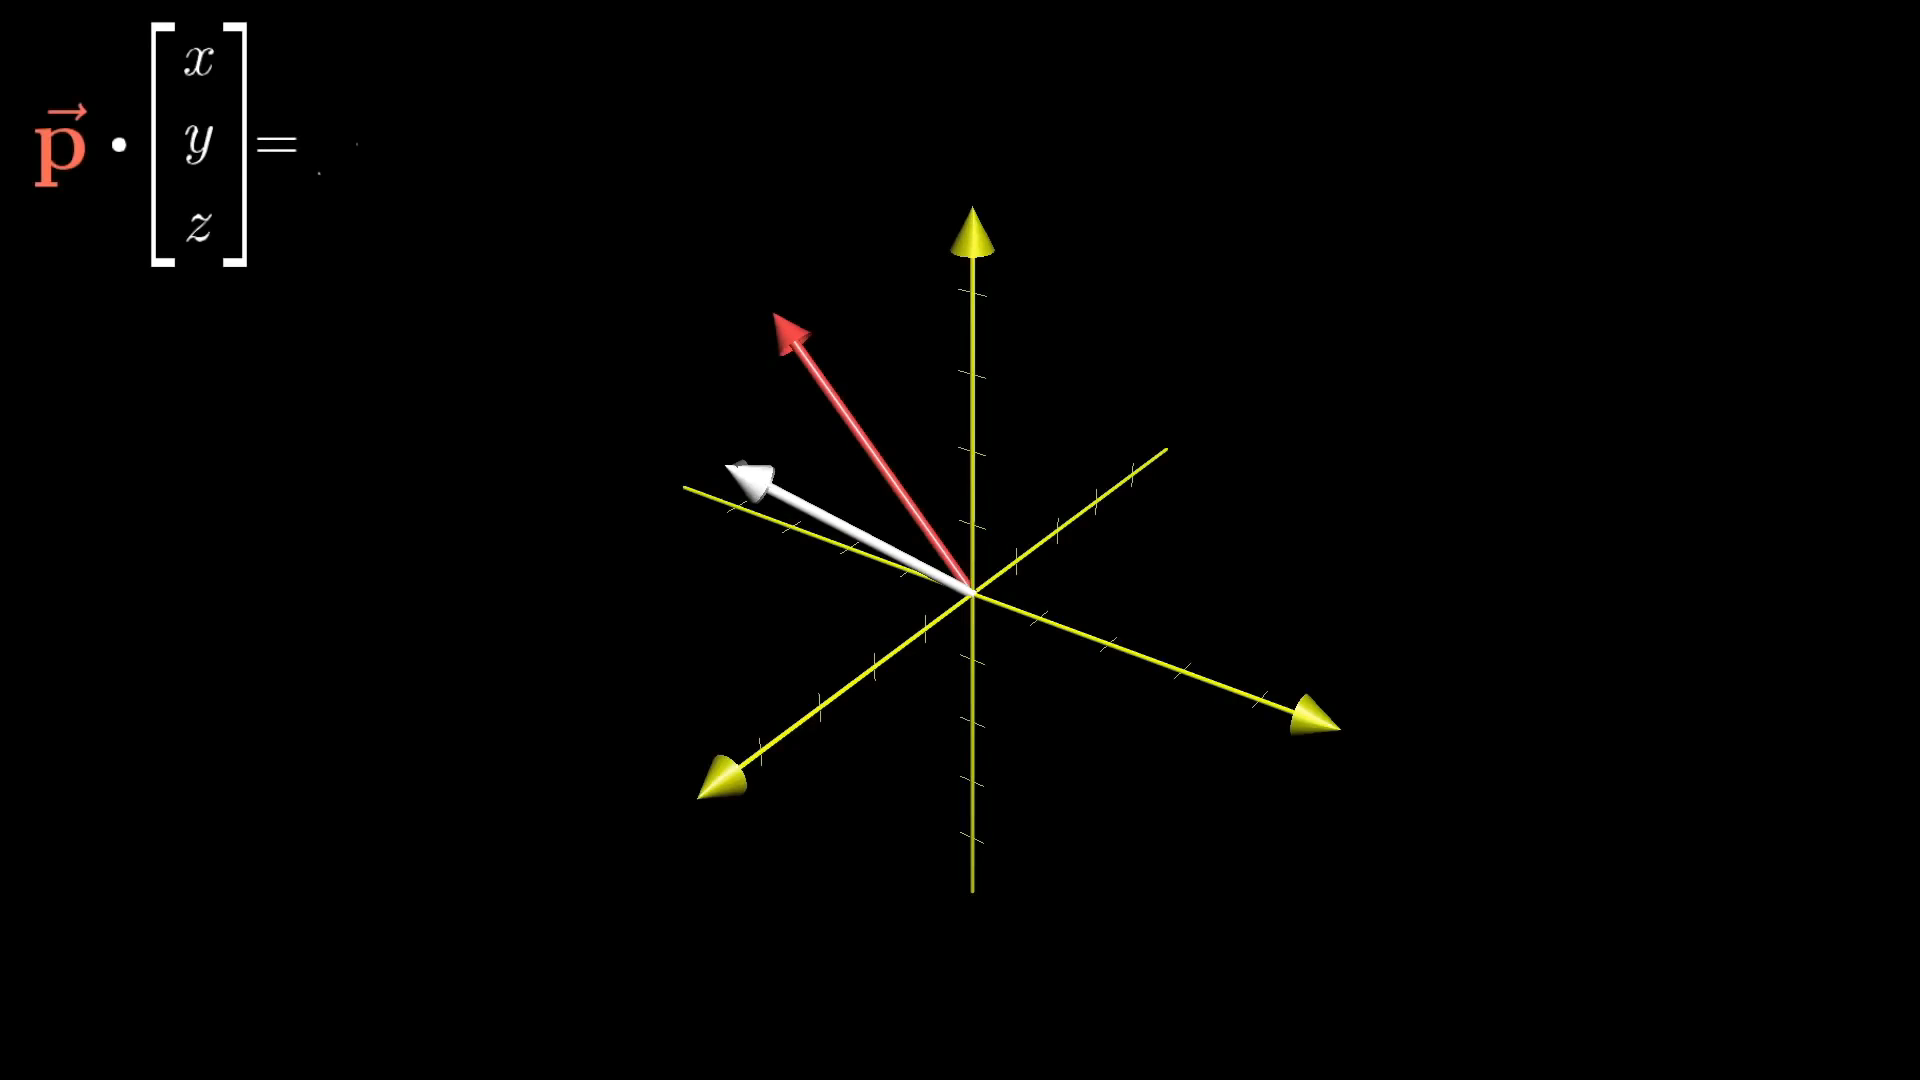 p⃗ · [ x y z ] =